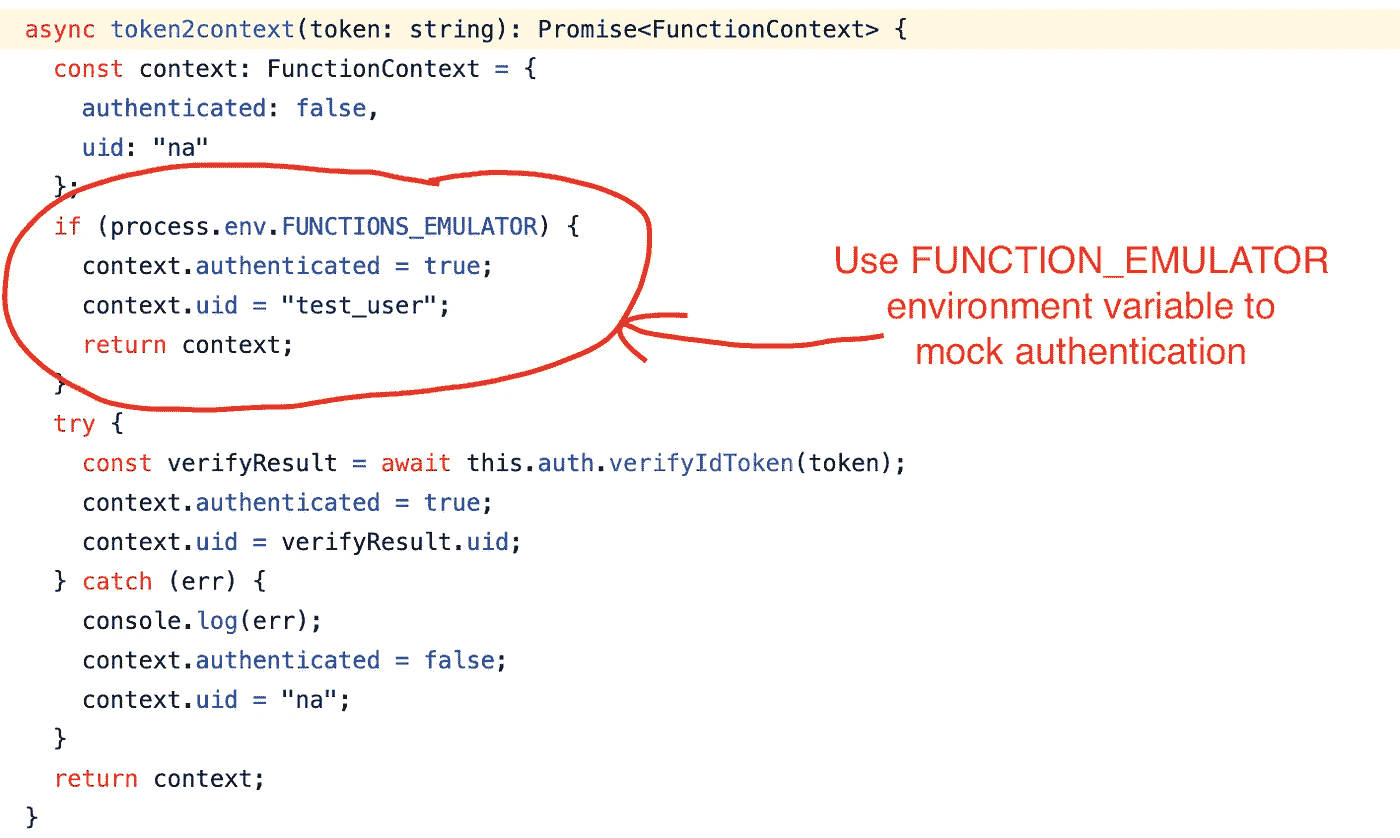 async token2context(token: string): Promise<FunctionContext> {
  const context: FunctionContext = {
    authenticated: false,
    uid: "na"
  };
  if (process.env.FUNCTIONS_EMULATOR) {
    context.authenticated = true;
    context.uid = "test_user";
    return context;
  }
  try {
    const verifyResult = await this.auth.verifyIdToken(token);
    context.authenticated = true;
    context.uid = verifyResult.uid;
  } catch (err) {
    console.log(err);
    context.authenticated = false;
    context.uid = "na";
  }
  return context;
}
Use FUNCTION_EMULATOR
environment variable to
mock authentication